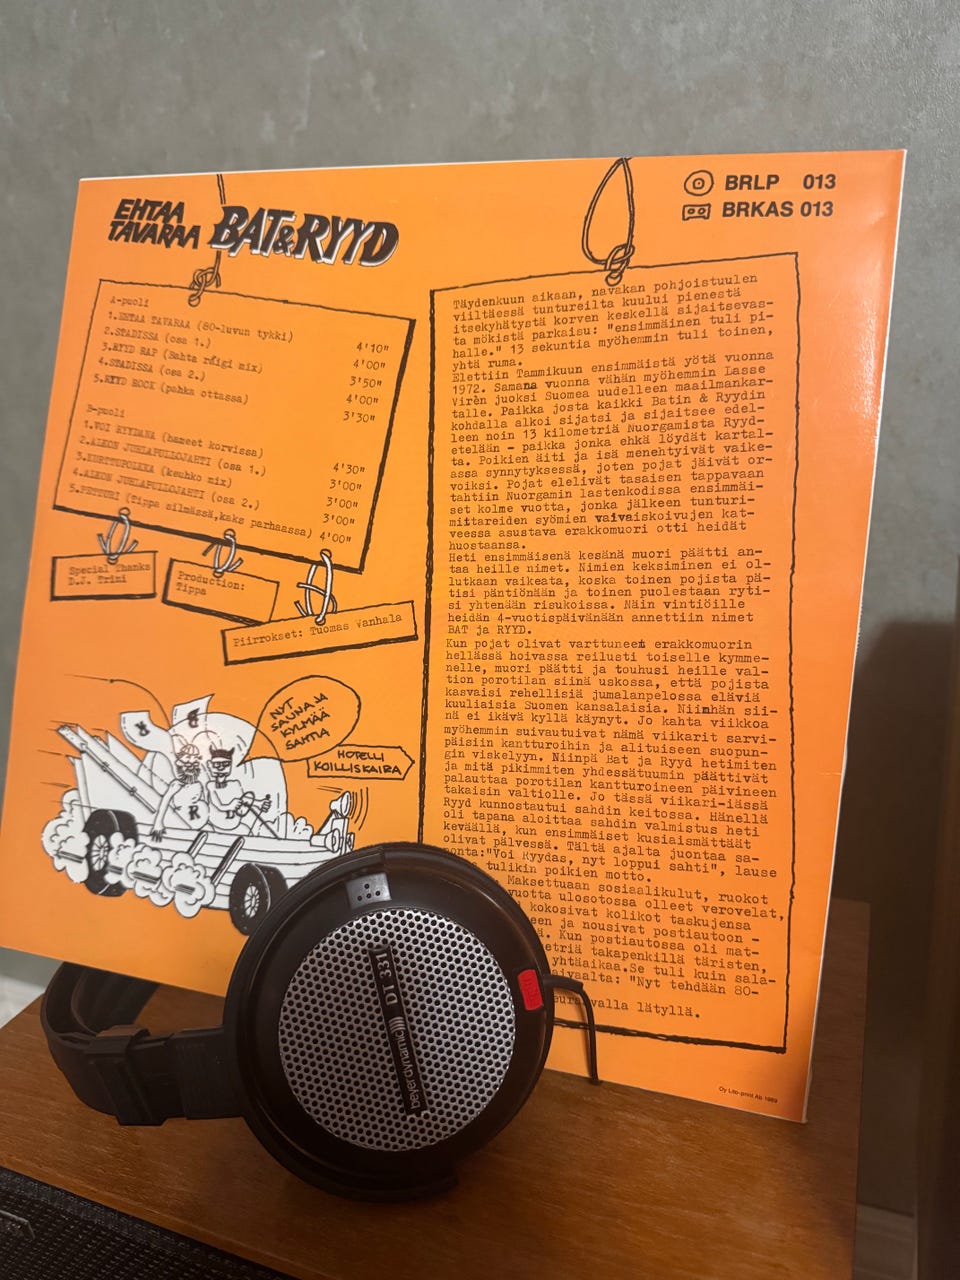 EHTAA
TAVARAA
BAT&RYYD
BRLP 013
BRKAS 013
A-puoli
1.EHTAA TAVARAA (80-luvun tykki) 4'10"
2.STADISSA (osa 1.) 4'00"
3.RYYD RAP (Bahta rfigi mix) 3'50"
4.STADISSA (osa 2.) 4'00"
5.RYYD ROCK (pahka ottassa) 3'30"
B-puoli
1.VOI RYYDANA (hameet korvissa) 4'30"
2.ALKON JUHLAPULLOJAHTI (osa 1.) 3'00"
3.KURTTUPOLKKA (keuhko mix) 3'00"
4.ALKON JUHLAPULLOJAHTI (osa 2.) 3'00"
5.PETTURI (Tippa silmässä,kaks parhaassa) 4'00"
Special Thanks
D.J. Trini
Production:
Tippa
Piirrokset: Tuomas Vanhala
NYT
SAUNA JA
KYLMÄÄ
SAHTIA
HOTELLI
KOILLISKAIRA
Täydenkuun aikaan, navakan pohjoistuulen
viiltäessä tuntureilta kuului pienestä
itsekyhätystä korven keskellä sijaitsevas-
ta mökistä parkaisu: "ensimmäinen tuli pi-
halle." 13 sekuntia myöhemmin tuli toinen,
yhtä ruma.
Elettiin Tammikuun ensimmäistä yötä vuonna
1972. Samana vuonna vähän myöhemmin Lasse
Virèn juoksi Suomea uudelleen maailmankar-
talle. Paikka josta kaikki Batin & Ryydin
kohdalla alkoi sijatsi ja sijaitsee edel-
leen noin 13 kilometriä Nuorgamista Ryyd-
etelään - paikka jonka ehkä löydät kartal-
ta. Poikien äiti ja isä menehtyivät vaike-
assa synnytyksessä, joten pojat jäivät or-
voiksi. Pojat elelivät tasaisen tappavaan
tahtiin Nuorgamin lastenkodissa ensimmäi-
set kolme vuotta, jonka jälkeen tunturi-
mittareiden syömien vaivaiskoivujen kat-
veessa asustava erakkomuori otti heidät
huostaansa.
Heti ensimmäisenä kesänä muori päätti an-
taa heille nimet. Nimien keksiminen ei ol-
lutkaan vaikeata, koska toinen pojista pä-
tisi päntiönään ja toinen puolestaan ryti-
si yhtenään risukoissa. Näin vintiöille
heidän 4-vuotispäivänään annettiin nimet
BAT ja RYYD.
Kun pojat olivat varttuneet erakkomuorin
hellässä hoivassa reilusti toiselle kymme-
nelle, muori päätti ja touhusi heille val-
tion porotilan siinä uskossa, että pojista
kasvaisi rehellisiä jumalanpelossa eläviä
kuuliaisia Suomen kansalaisia. Niinhän sii-
nä ei ikävä kyllä käynyt. Jo kahta viikkoa
myöhemmin suivautuivat nämä viikarit sarvi-
päisiin kantturoihin ja alituiseen suopun-
gin viskelyyn. Niinpä Bat ja Ryyd hetimiten
ja mitä pikimmiten yhdessätuumin päättivät
palauttaa porotilan kantturoineen päivineen
takaisin valtiolle. Jo tässä viikari-iässä
Ryyd kunnostautui sahdin keitossa. Hänellä
oli tapana aloittaa sahdin valmistus heti
keväällä, kun ensimmäiset kusiaismättäät
olivat pälvessä. Tältä ajalta juontaa sa-
nonta:"Voi Ryydas, nyt loppui sahti", lause
tulikin poikien motto.
Maksettuaan sosiaalikulut, ruokot
vuotta ulosotossa olleet verovelat,
kokosivat kolikot taskujensa
een ja nousivat postiautoon -
ä. Kun postiautossa oli mat-
etriä takapenkillä täristen,
yhtäaikaa.Se tuli kuin sala-
aivaalta: "Nyt tehdään 80-
valla lätyllä.
Oy Lito-print Ab 1989
beyerdynamic
DT 331